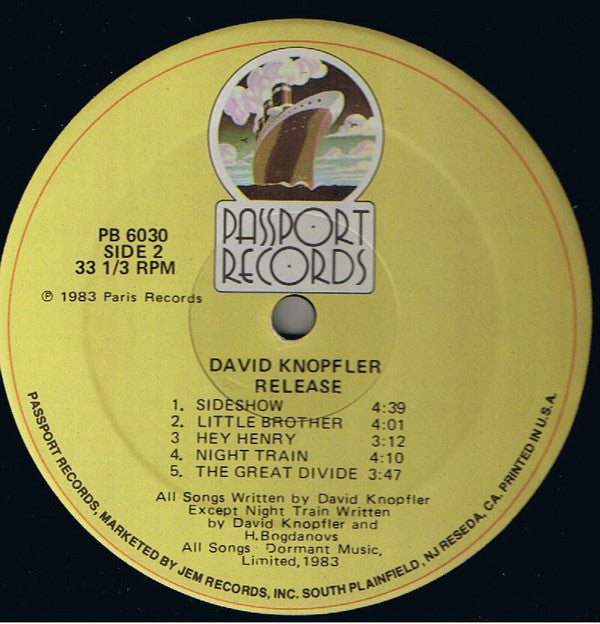 PASSPORT
RECORDS
PB 6030
SIDE 2
33 1/3 RPM
℗ 1983 Paris Records
DAVID KNOPFLER
RELEASE
1. SIDESHOW 4:39
2. LITTLE BROTHER 4:01
3 HEY HENRY 3:12
4. NIGHT TRAIN 4:10
5. THE GREAT DIVIDE 3:47
All Songs Written by David Knopfler
Except Night Train Written
by David Knopfler and
H.Bogdanovs
All Songs Dormant Music,
Limited,1983
PASSPORT RECORDS, MARKETED BY JEM RECORDS, INC. SOUTH PLAINFIELD, NJ RESEDA, CA. PRINTED IN U.S.A.